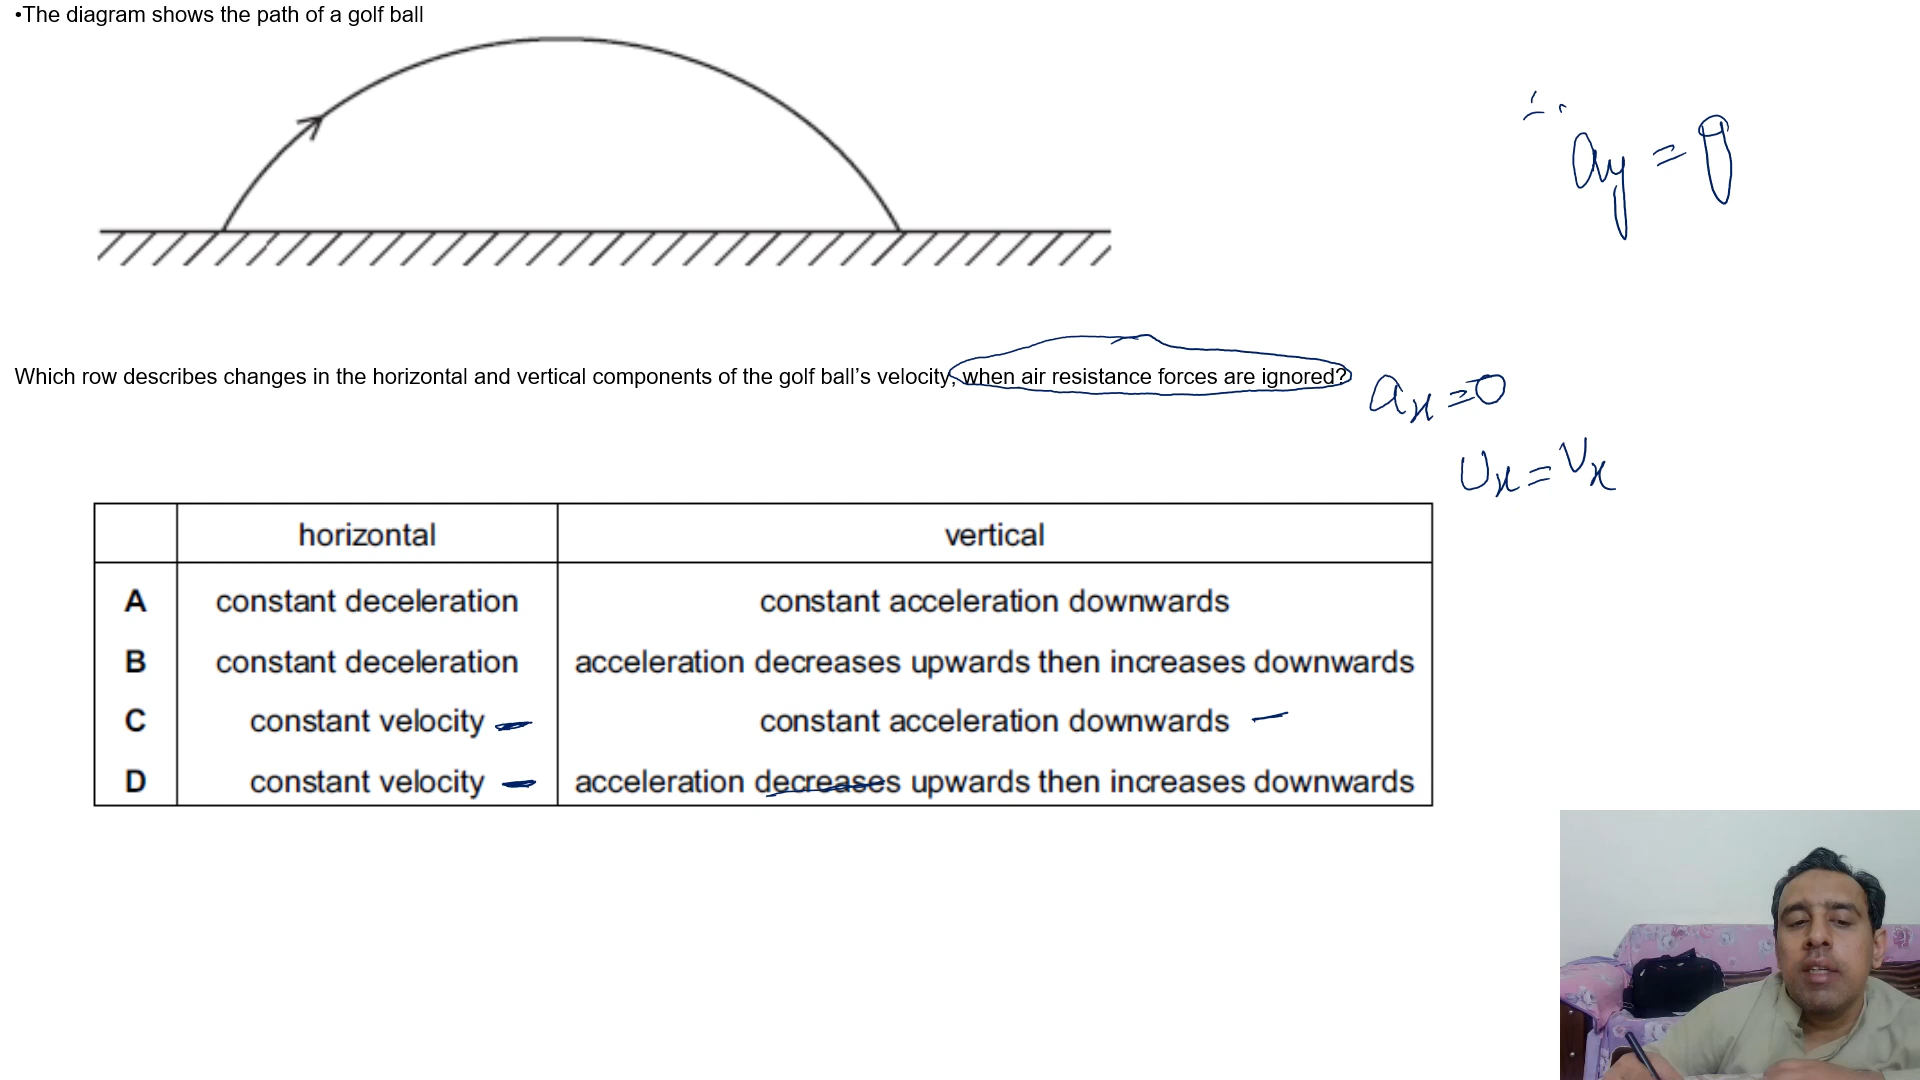 •The diagram shows the path of a golf ball
∴ ay = g
Which row describes changes in the horizontal and vertical components of the golf ball’s velocity, when air resistance forces are ignored?
ax = 0
Ux = Vx
horizontal vertical
A constant deceleration constant acceleration downwards
B constant deceleration acceleration decreases upwards then increases downwards
C constant velocity constant acceleration downwards
D constant velocity acceleration decreases upwards then increases downwards